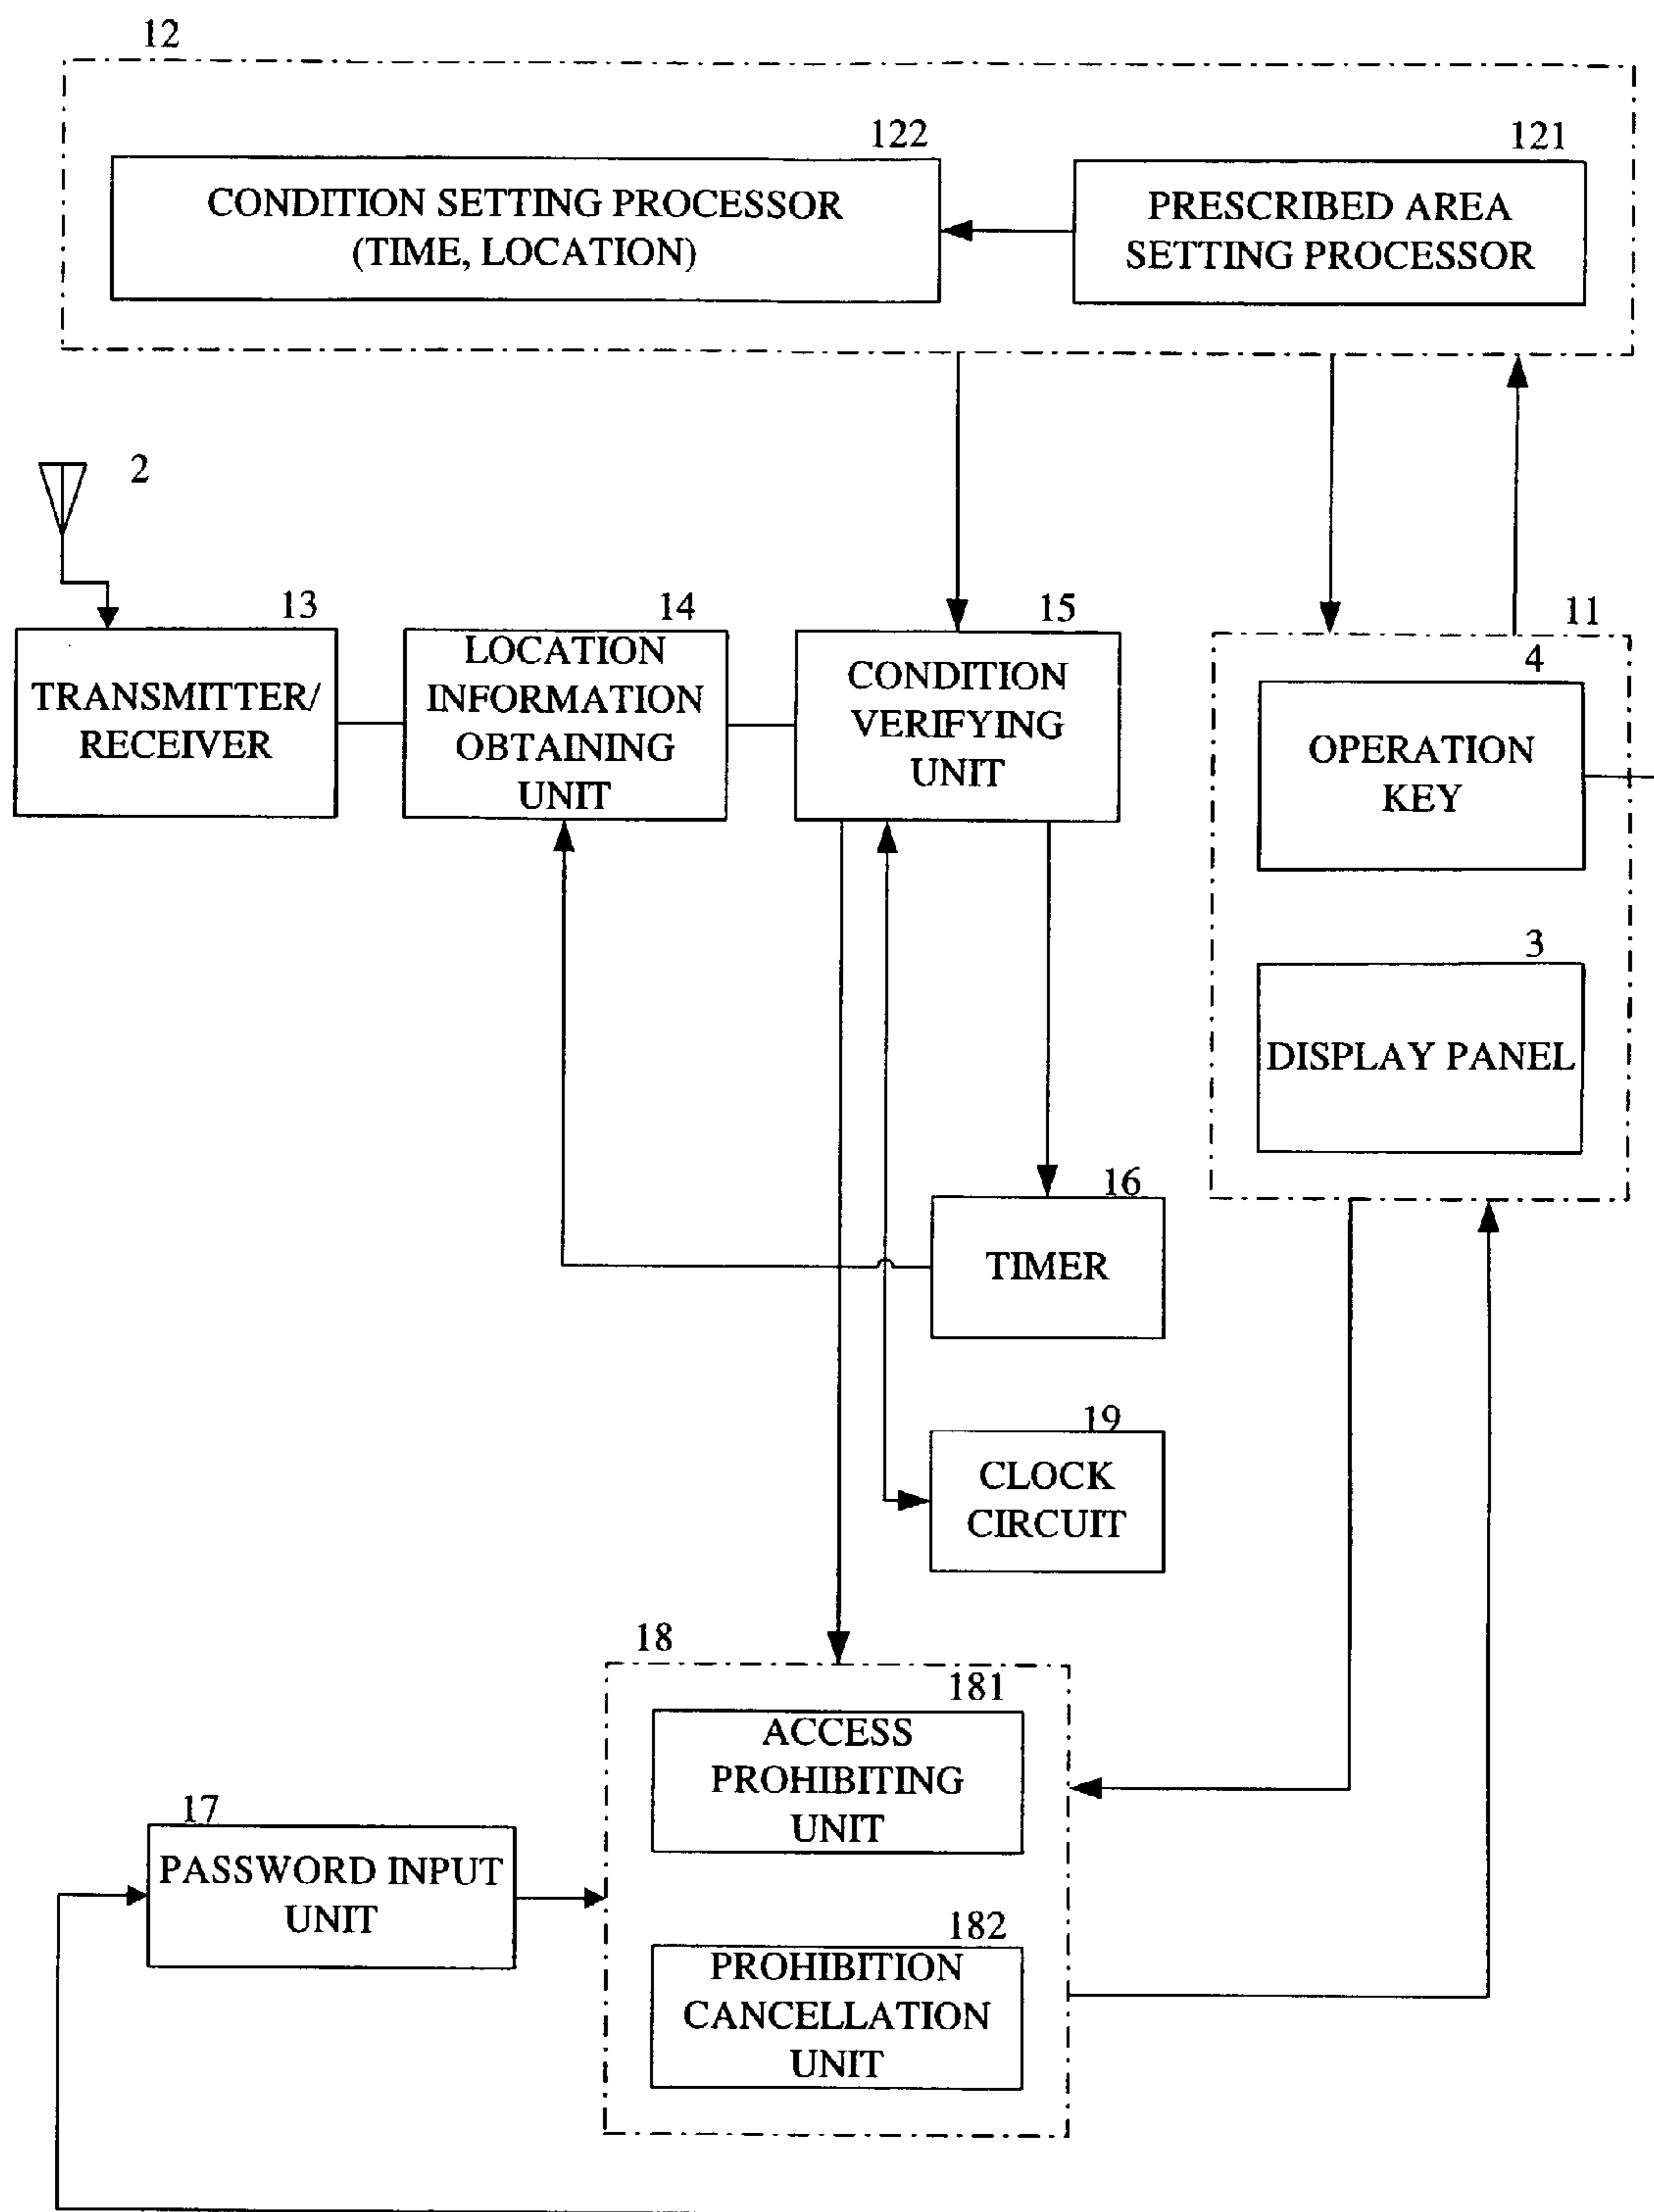 12
122
121
CONDITION SETTING PROCESSOR
(TIME, LOCATION)
PRESCRIBED AREA
SETTING PROCESSOR
2
13
14
15
11
TRANSMITTER/
RECEIVER
LOCATION
INFORMATION
OBTAINING
UNIT
CONDITION
VERIFYING
UNIT
4
OPERATION
KEY
3
DISPLAY PANEL
16
TIMER
19
CLOCK
CIRCUIT
18
181
ACCESS
PROHIBITING
UNIT
17
PASSWORD INPUT
UNIT
182
PROHIBITION
CANCELLATION
UNIT